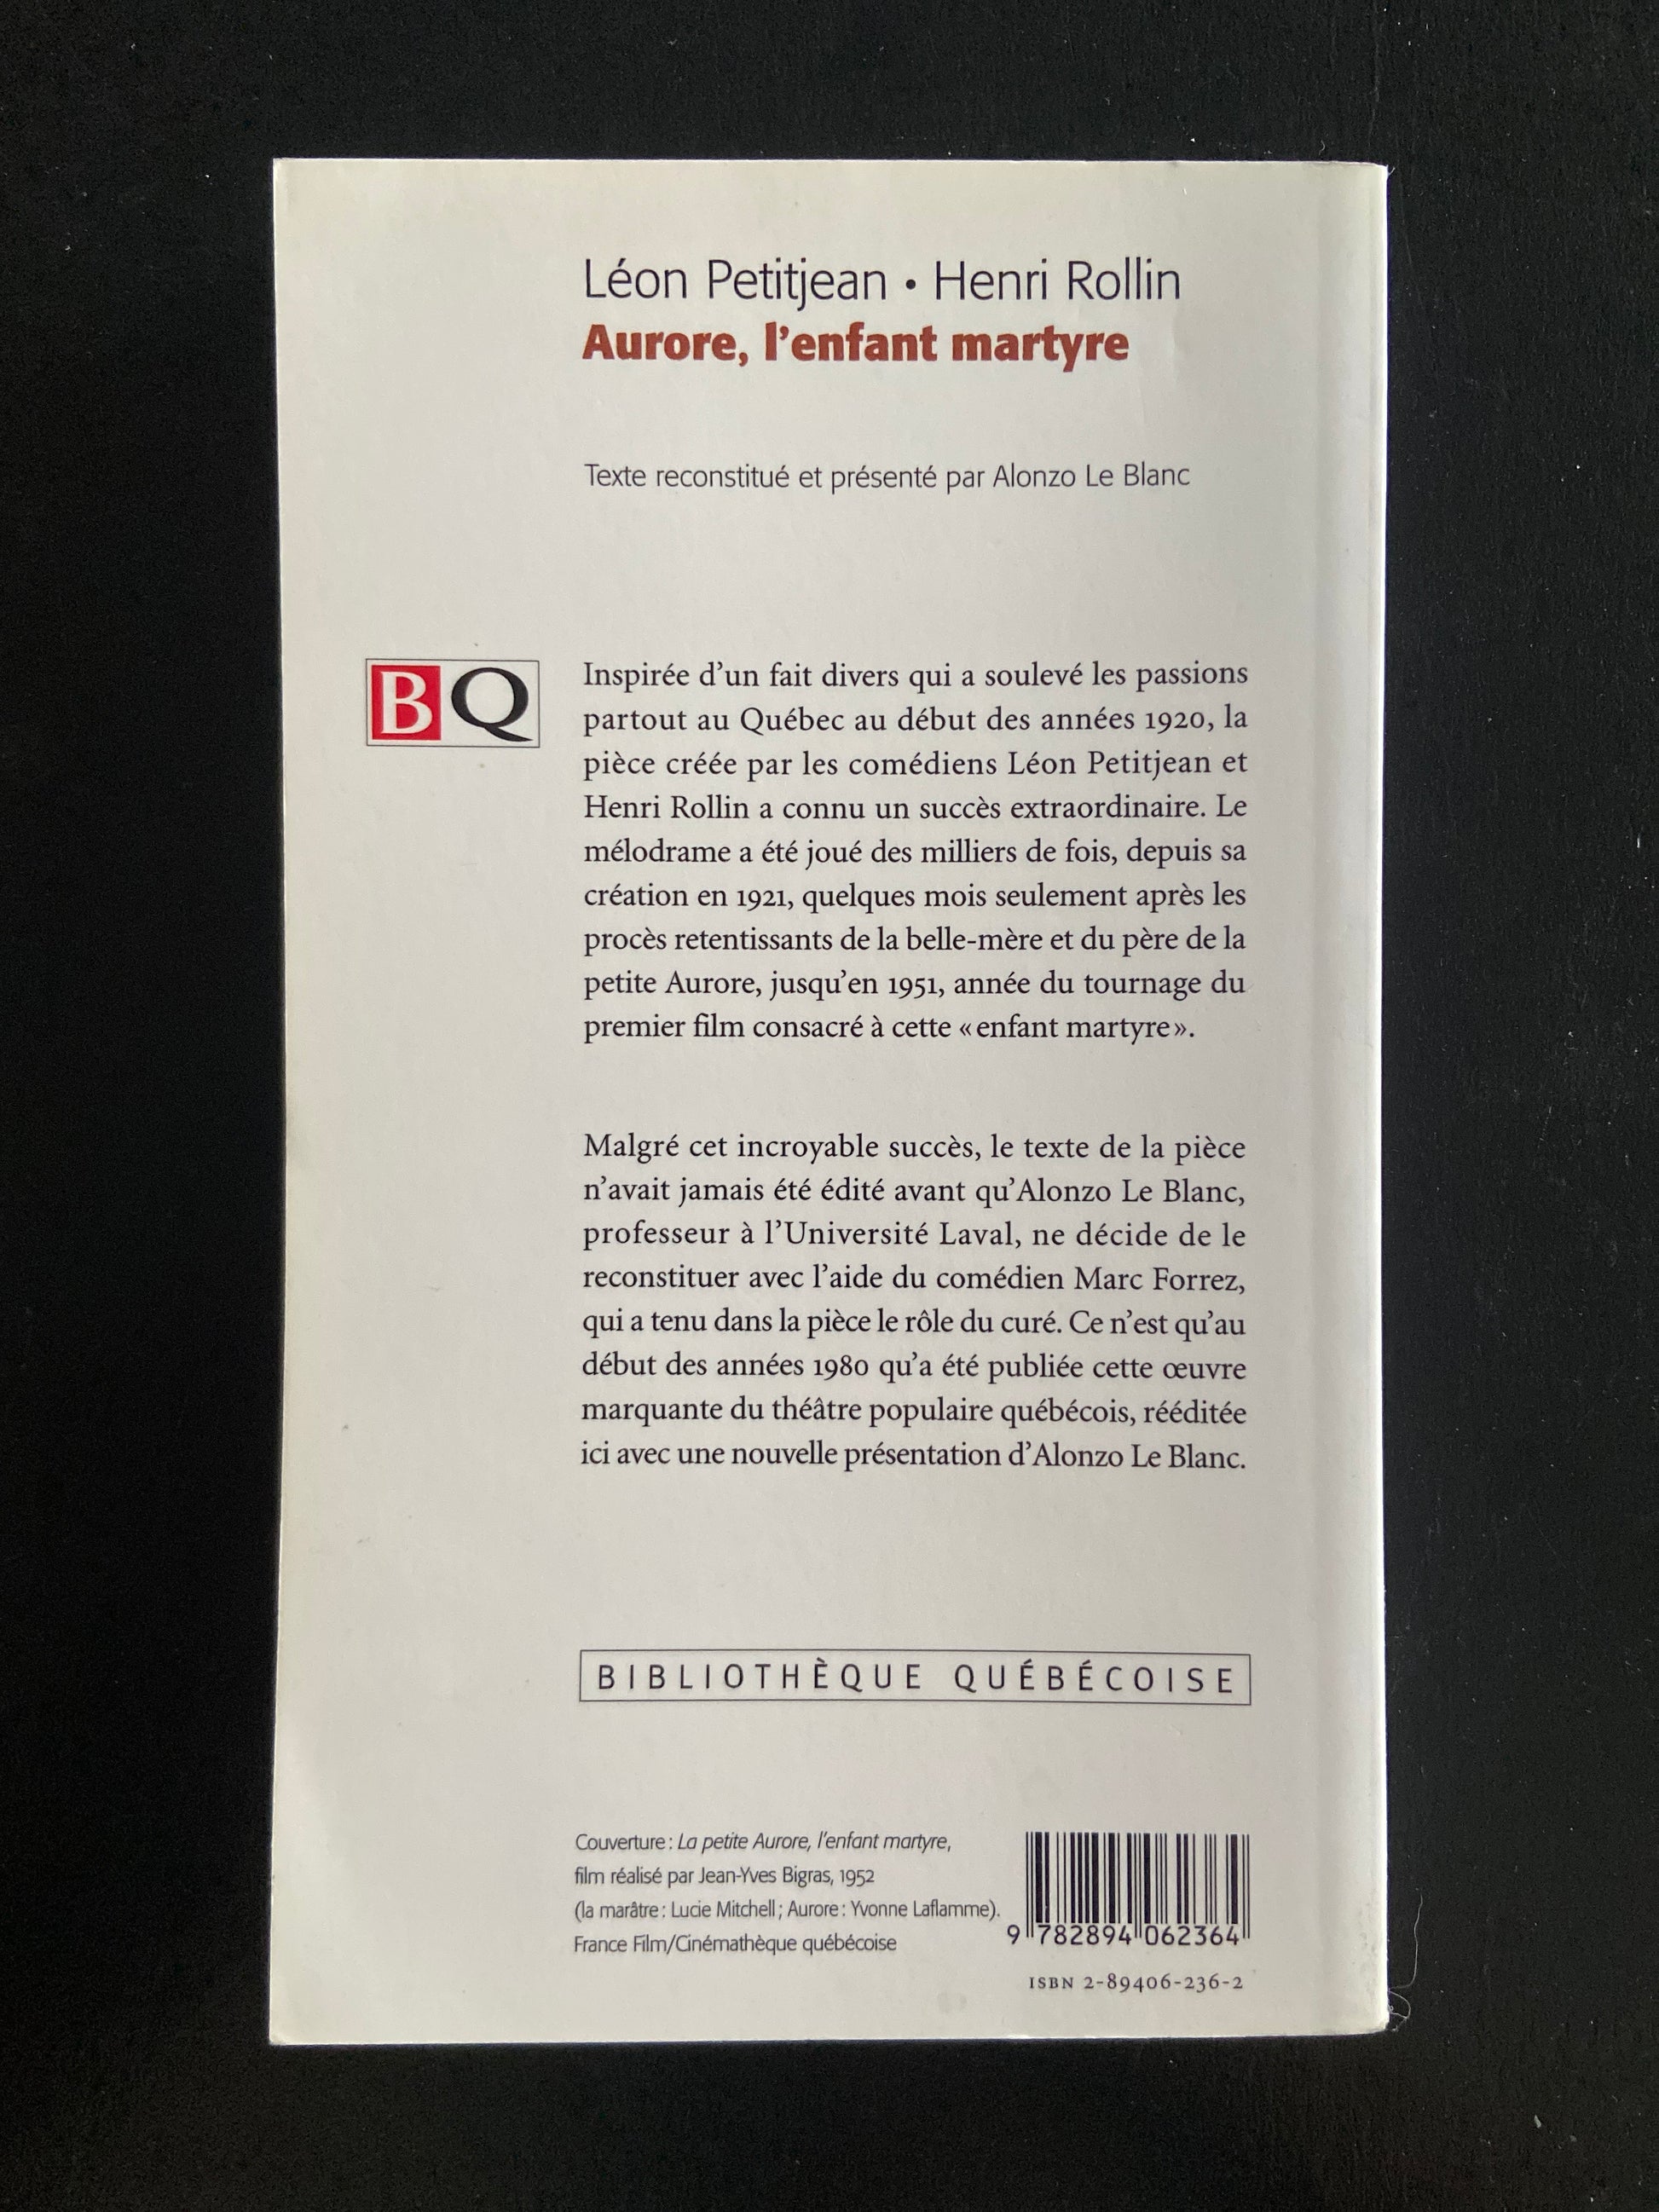 Léon Petitjean • Henri Rollin
Aurore, l'enfant martyre
Texte reconstitué et présenté par Alonzo Le Blanc
BQ
Inspirée d'un fait divers qui a soulevé les passions
partout au Québec au début des années 1920, la
pièce créée par les comédiens Léon Petitjean et
Henri Rollin a connu un succès extraordinaire. Le
mélodrame a été joué des milliers de fois, depuis sa
création en 1921, quelques mois seulement après les
procès retentissants de la belle-mère et du père de la
petite Aurore, jusqu'en 1951, année du tournage du
premier film consacré à cette « enfant martyre ».
Malgré cet incroyable succès, le texte de la pièce
n'avait jamais été édité avant qu'Alonzo Le Blanc,
professeur à l'Université Laval, ne décide de le
reconstituer avec l'aide du comédien Marc Forrez,
qui a tenu dans la pièce le rôle du curé. Ce n'est qu'au
début des années 1980 qu'a été publiée cette œuvre
marquante du théâtre populaire québécois, rééditée
ici avec une nouvelle présentation d'Alonzo Le Blanc.
BIBLIOTHÈQUE QUÉBÉCOISE
Couverture : La petite Aurore, l'enfant martyre,
film réalisé par Jean-Yves Bigras, 1952
(la marâtre : Lucie Mitchell ; Aurore : Yvonne Laflamme).
France Film/Cinémathèque québécoise
9 782894 062364
ISBN 2-89406-236-2